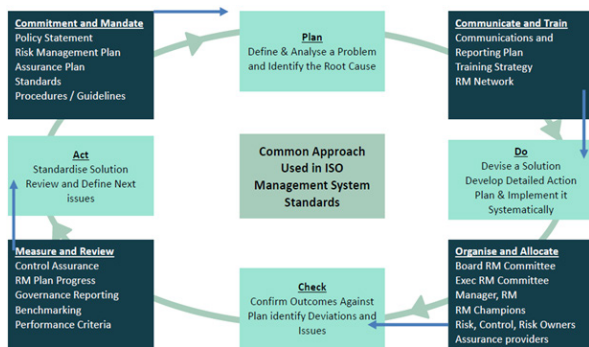 Commitment and Mandate
Policy Statement
Risk Management Plan
Assurance Plan
Standards
Procedures / Guidelines
Plan
Define & Analyse a Problem
and Identify the Root Cause
Communicate and Train
Communications and
Reporting Plan
Training Strategy
RM Network
Act
Standardise Solution
Review and Define Next
issues
Common Approach
Used in ISO
Management System
Standards
Do
Devise a Solution
Develop Detailed Action
Plan & Implement it
Systematically
Measure and Review
Control Assurance
RM Plan Progress
Governance Reporting
Benchmarking
Performance Criteria
Check
Confirm Outcomes Against
Plan identify Deviations and
Issues
Organise and Allocate
Board RM Committee
Exec RM Committee
Manager, RM
RM Champions
Risk, Control, Risk Owners
Assurance providers